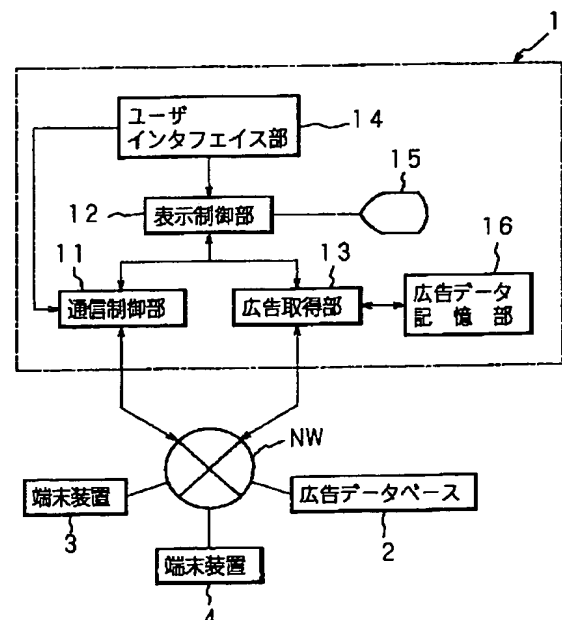 1
ユーザ
インタフェイス部
14
15
12
表示制御部
16
11
13
通信制御部
広告取得部
広告データ
記憶部
NW
端末装置
広告データベース
3
2
端末装置
4